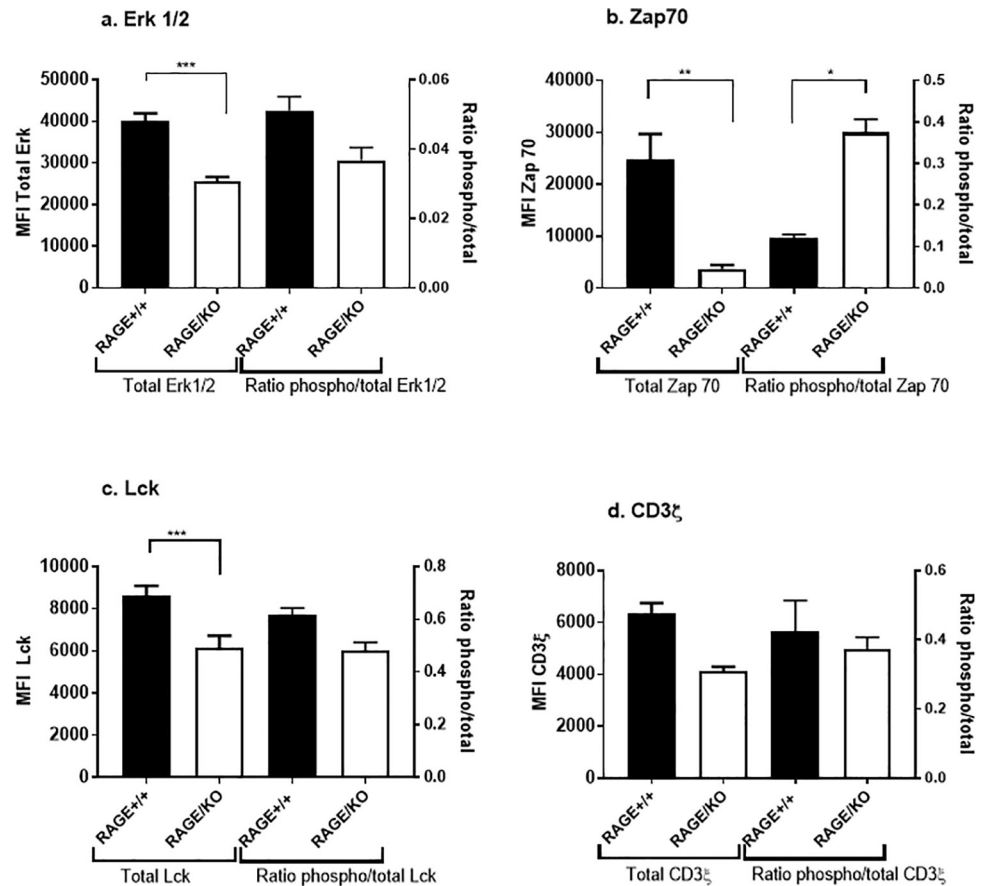 a. Erk 1/2
***
50000
40000
30000
20000
10000
0
MFI Total Erk
0.06
0.04
0.02
0.00
Ratio phospho/total
RAGE+/+
RAGE/KO
RAGE+/+
RAGE/KO
Total Erk1/2
Ratio phospho/total Erk1/2
b. Zap70
**
*
40000
30000
20000
10000
0
MFI Zap 70
0.5
0.4
0.3
0.2
0.1
0.0
Ratio phospho/total
RAGE+/+
RAGE/KO
RAGE+/+
RAGE/KO
Total Zap 70
Ratio phospho/total Zap 70
c. Lck
***
10000
8000
6000
4000
2000
0
MFI Lck
0.8
0.6
0.4
0.2
0.0
Ratio phospho/total
RAGE+/+
RAGE/KO
RAGE+/+
RAGE/KO
Total Lck
Ratio phospho/total Lck
d. CD3ξ
8000
6000
4000
2000
0
MFI CD3ξ
0.6
0.4
0.2
0.0
Ratio phospho/total
RAGE+/+
RAGE/KO
RAGE+/+
RAGE/KO
Total CD3ξ
Ratio phospho/total CD3ξ